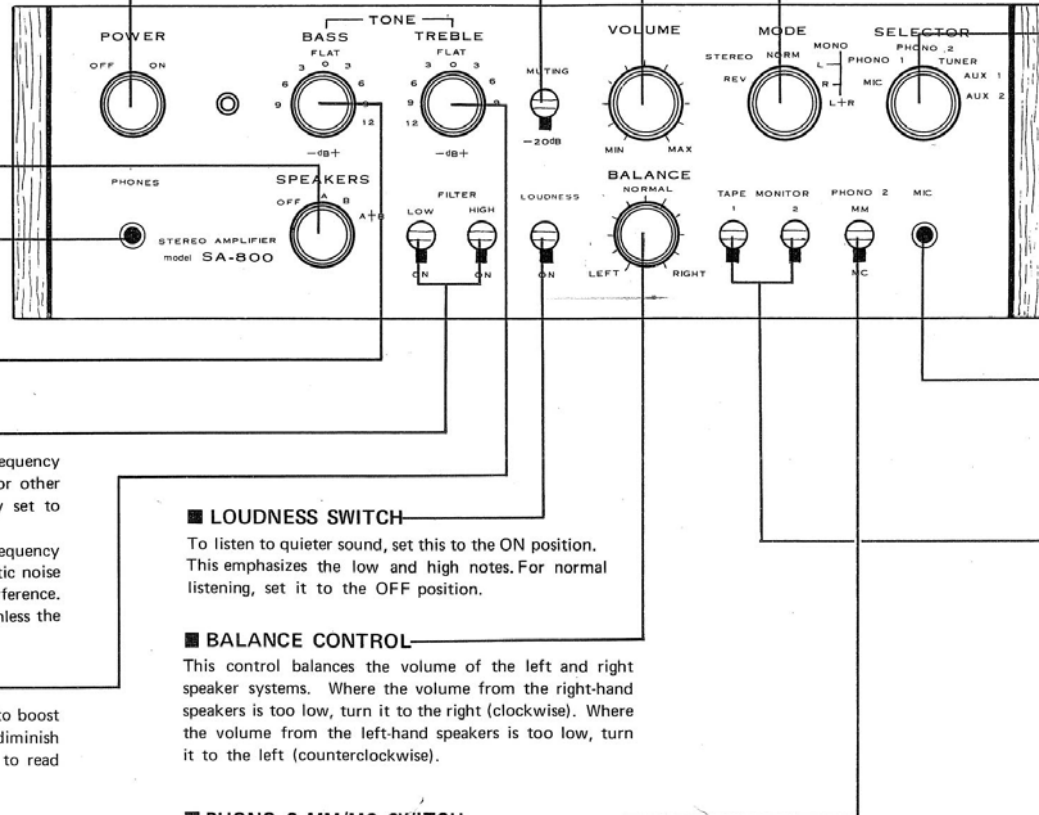 TONE
POWER BASS TREBLE VOLUME MODE SELECTOR
OFF ON
FLAT
3 0 3
6 6
9 9
12
-dB+
FLAT
3 0 3
6 6
9 9
12
-dB+
MUTING
-20dB
MIN MAX
STEREO NORM MONO
REV
L
R
L+R
PHONO 2
PHONO 1 TUNER
MIC AUX 1
AUX 2
PHONES
SPEAKERS
OFF A B
A+B
STEREO AMPLIFIER
model SA-800
FILTER
LOW HIGH
ON ON
LOUDNESS
ON
BALANCE
NORMAL
LEFT RIGHT
TAPE MONITOR
1 2
PHONO 2
MM
MC
MIC
equency
or other
set to
equency
tic noise
ference.
nless the
to boost
diminish
to read
■ LOUDNESS SWITCH
To listen to quieter sound, set this to the ON position.
This emphasizes the low and high notes. For normal
listening, set it to the OFF position.
■ BALANCE CONTROL
This control balances the volume of the left and right
speaker systems. Where the volume from the right-hand
speakers is too low, turn it to the right (clockwise). Where
the volume from the left-hand speakers is too low, turn
it to the left (counterclockwise).
■ PHONO 2 MM/MC SWITCH